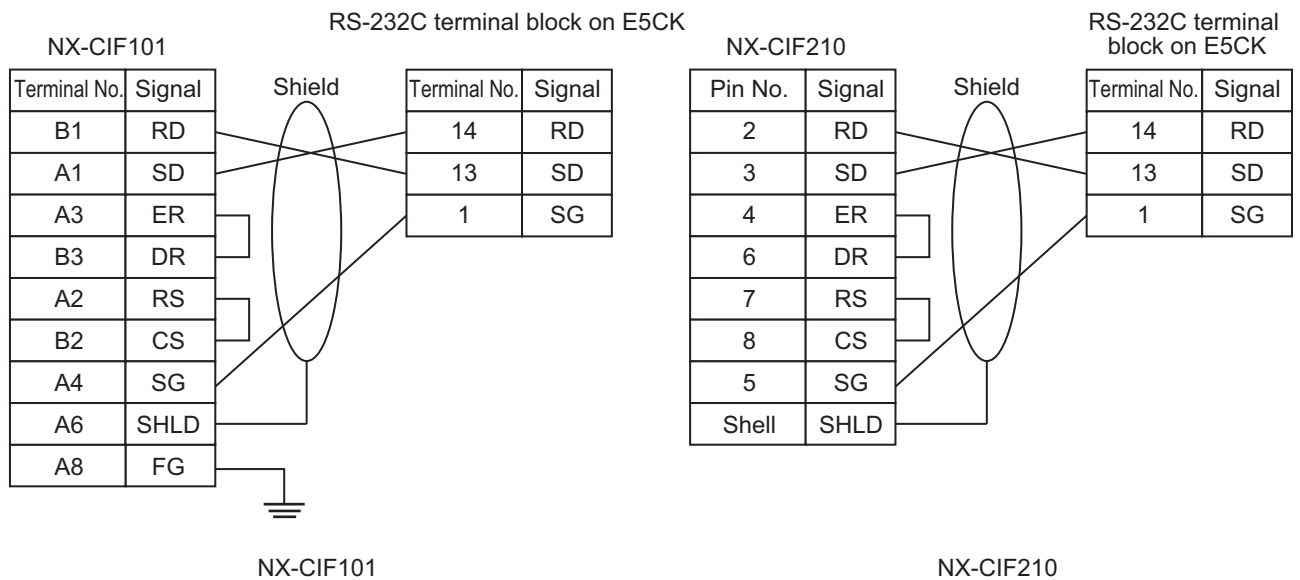 RS-232C terminal block on E5CK
NX-CIF101
Terminal No. Signal
B1 RD
A1 SD
A3 ER
B3 DR
A2 RS
B2 CS
A4 SG
A6 SHLD
A8 FG
Shield
Terminal No. Signal
14 RD
13 SD
1 SG
NX-CIF101
RS-232C terminal
block on E5CK
NX-CIF210
Pin No. Signal
2 RD
3 SD
4 ER
6 DR
7 RS
8 CS
5 SG
Shell SHLD
Shield
Terminal No. Signal
14 RD
13 SD
1 SG
NX-CIF210